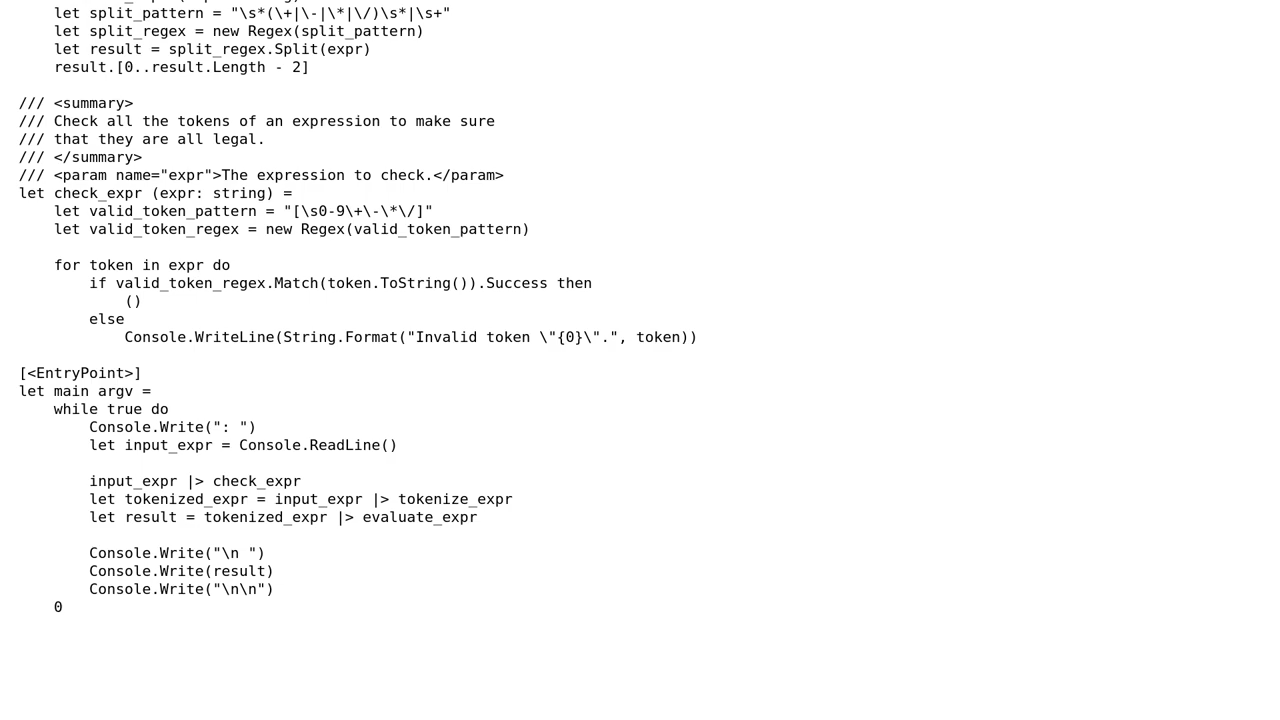 let split_pattern = "\s*(\+|\-|\*|\/)\s*|\s+"
    let split_regex = new Regex(split_pattern)
    let result = split_regex.Split(expr)
    result.[0..result.Length - 2]

/// <summary>
/// Check all the tokens of an expression to make sure
/// that they are all legal.
/// </summary>
/// <param name="expr">The expression to check.</param>
let check_expr (expr: string) =
    let valid_token_pattern = "[\s0-9\+\-\*\/]"
    let valid_token_regex = new Regex(valid_token_pattern)

    for token in expr do
        if valid_token_regex.Match(token.ToString()).Success then
            ()
        else
            Console.WriteLine(String.Format("Invalid token \"{0}\".", token))

[<EntryPoint>]
let main argv =
    while true do
        Console.Write(": ")
        let input_expr = Console.ReadLine()

        input_expr |> check_expr
        let tokenized_expr = input_expr |> tokenize_expr
        let result = tokenized_expr |> evaluate_expr

        Console.Write("\n ")
        Console.Write(result)
        Console.Write("\n\n")
    0